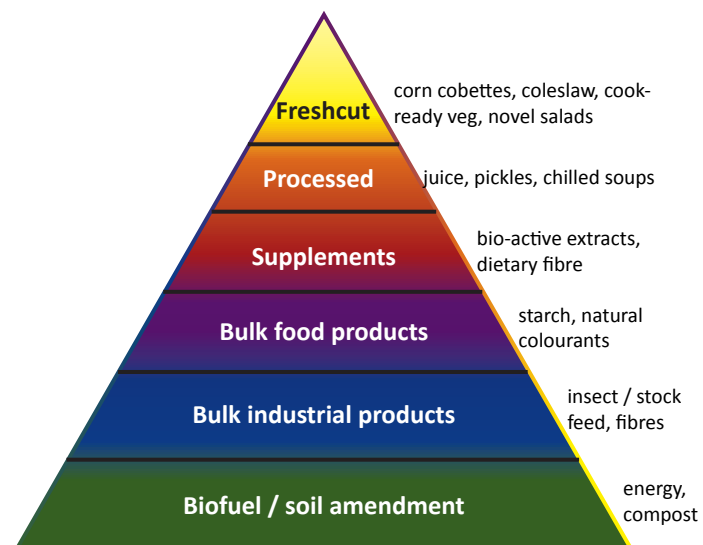 Freshcut
corn cobettes, coleslaw, cook-
ready veg, novel salads
Processed
juice, pickles, chilled soups
Supplements
bio-active extracts,
dietary fibre
Bulk food products
starch, natural
colourants
Bulk industrial products
insect / stock
feed, fibres
Biofuel / soil amendment
energy,
compost